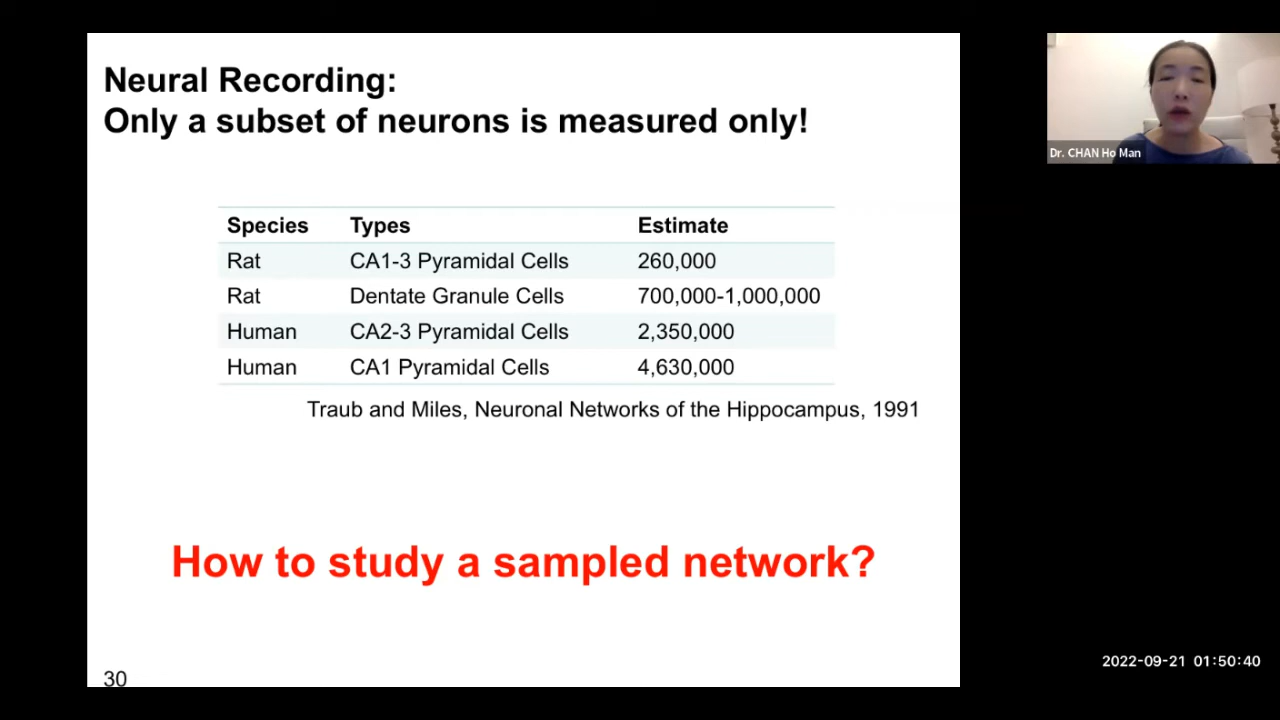 Neural Recording:
Only a subset of neurons is measured only!
Dr. CHAN Ho Man
Species Types Estimate
Rat CA1-3 Pyramidal Cells 260,000
Rat Dentate Granule Cells 700,000-1,000,000
Human CA2-3 Pyramidal Cells 2,350,000
Human CA1 Pyramidal Cells 4,630,000
Traub and Miles, Neuronal Networks of the Hippocampus, 1991
How to study a sampled network?
2022-09-21 01:50:40
30